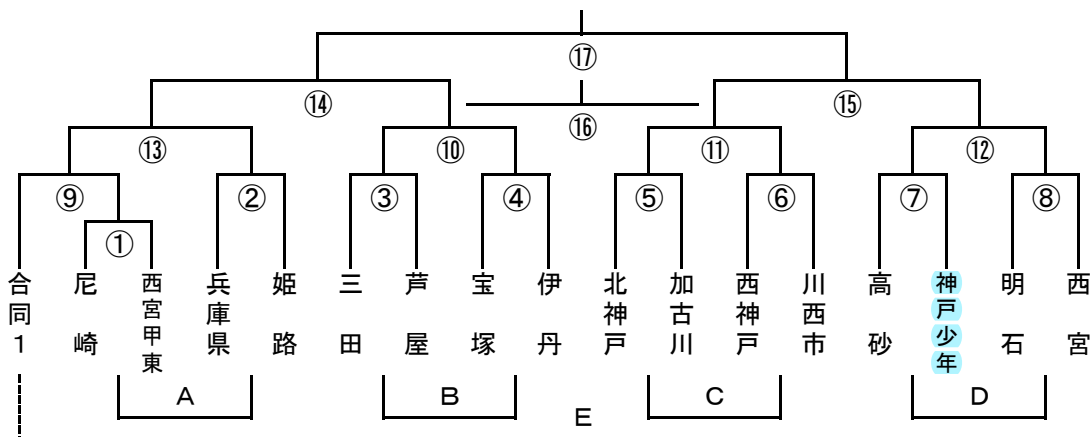 ⑰
⑭
⑯
⑮
⑬
⑩
⑪
⑫
⑨
②
③
④
⑤
⑥
⑦
⑧
①
合同1
尼崎
西宮甲東
兵庫県
姫路
三田
芦屋
宝塚
伊丹
北神戸
加古川
西神戸
川西市
高砂
神戸少年
明石
西宮
A
B
C
D
E